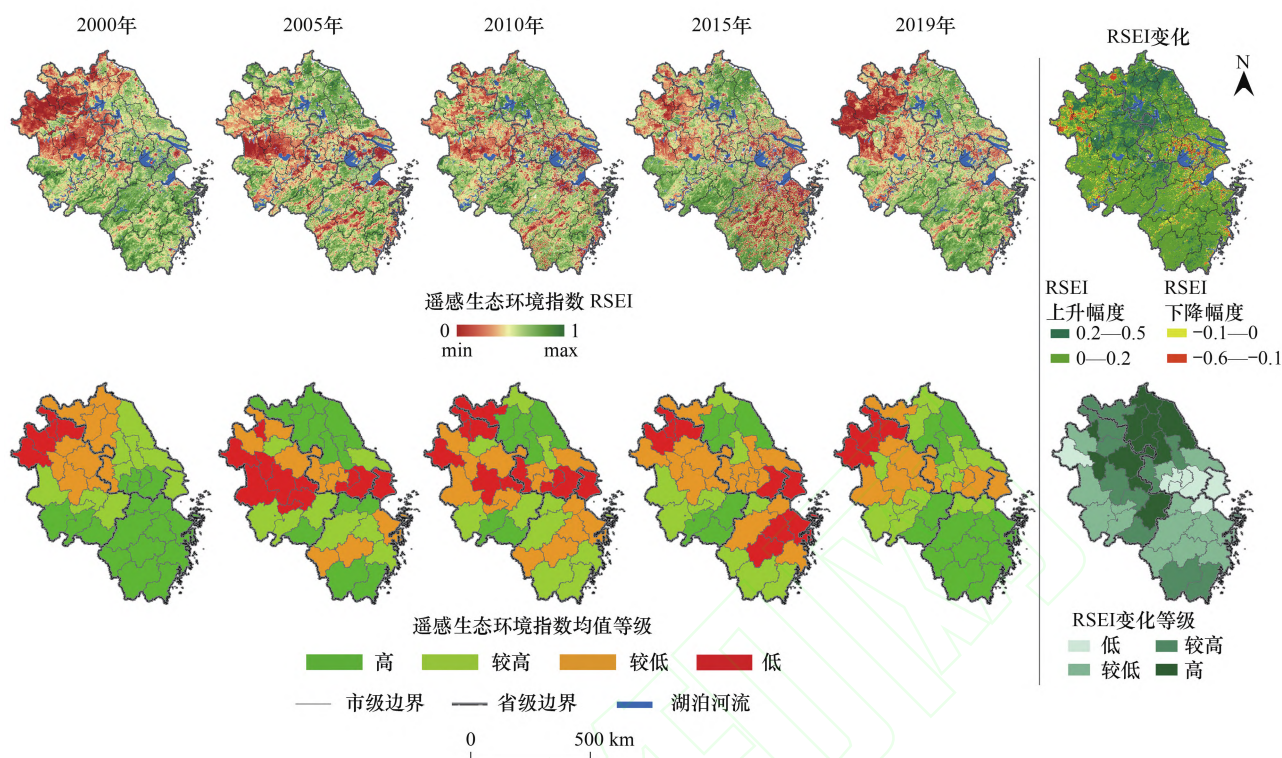 2000年
2005年
2010年
2015年
2019年
RSEI变化
N
遥感生态环境指数 RSEI
0
1
min
max
RSEI
上升幅度
0.2—0.5
0—0.2
RSEI
下降幅度
−0.1—0
−0.6—−0.1
遥感生态环境指数均值等级
高
较高
较低
低
市级边界
省级边界
湖泊河流
0
500 km
RSEI变化等级
低
较高
较低
高